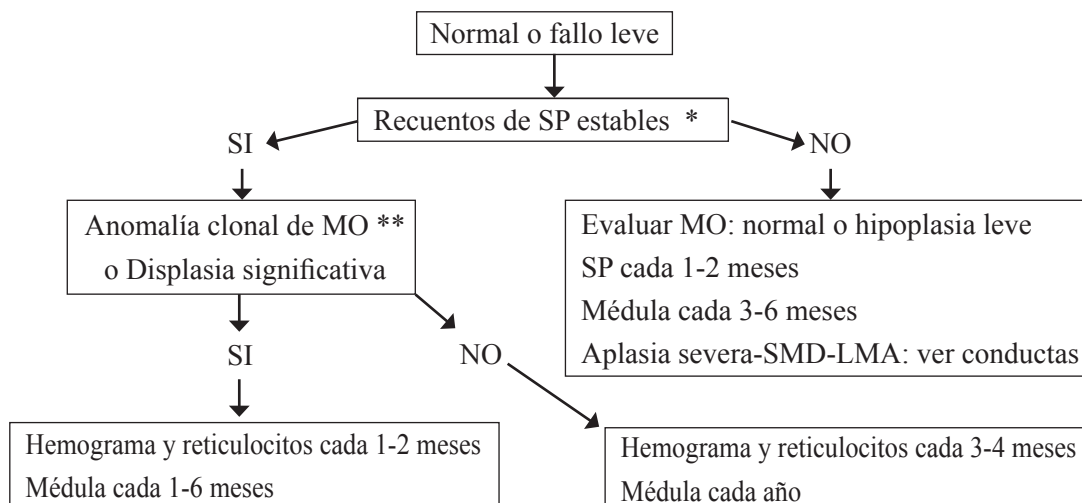 Normal o fallo leve
Recuentos de SP estables *
SI
NO
Anomalía clonal de MO **
o Displasia significativa
Evaluar MO: normal o hipoplasia leve
SP cada 1-2 meses
Médula cada 3-6 meses
Aplasia severa-SMD-LMA: ver conductas
SI
NO
Hemograma y reticulocitos cada 1-2 meses
Médula cada 1-6 meses
Hemograma y reticulocitos cada 3-4 meses
Médula cada año